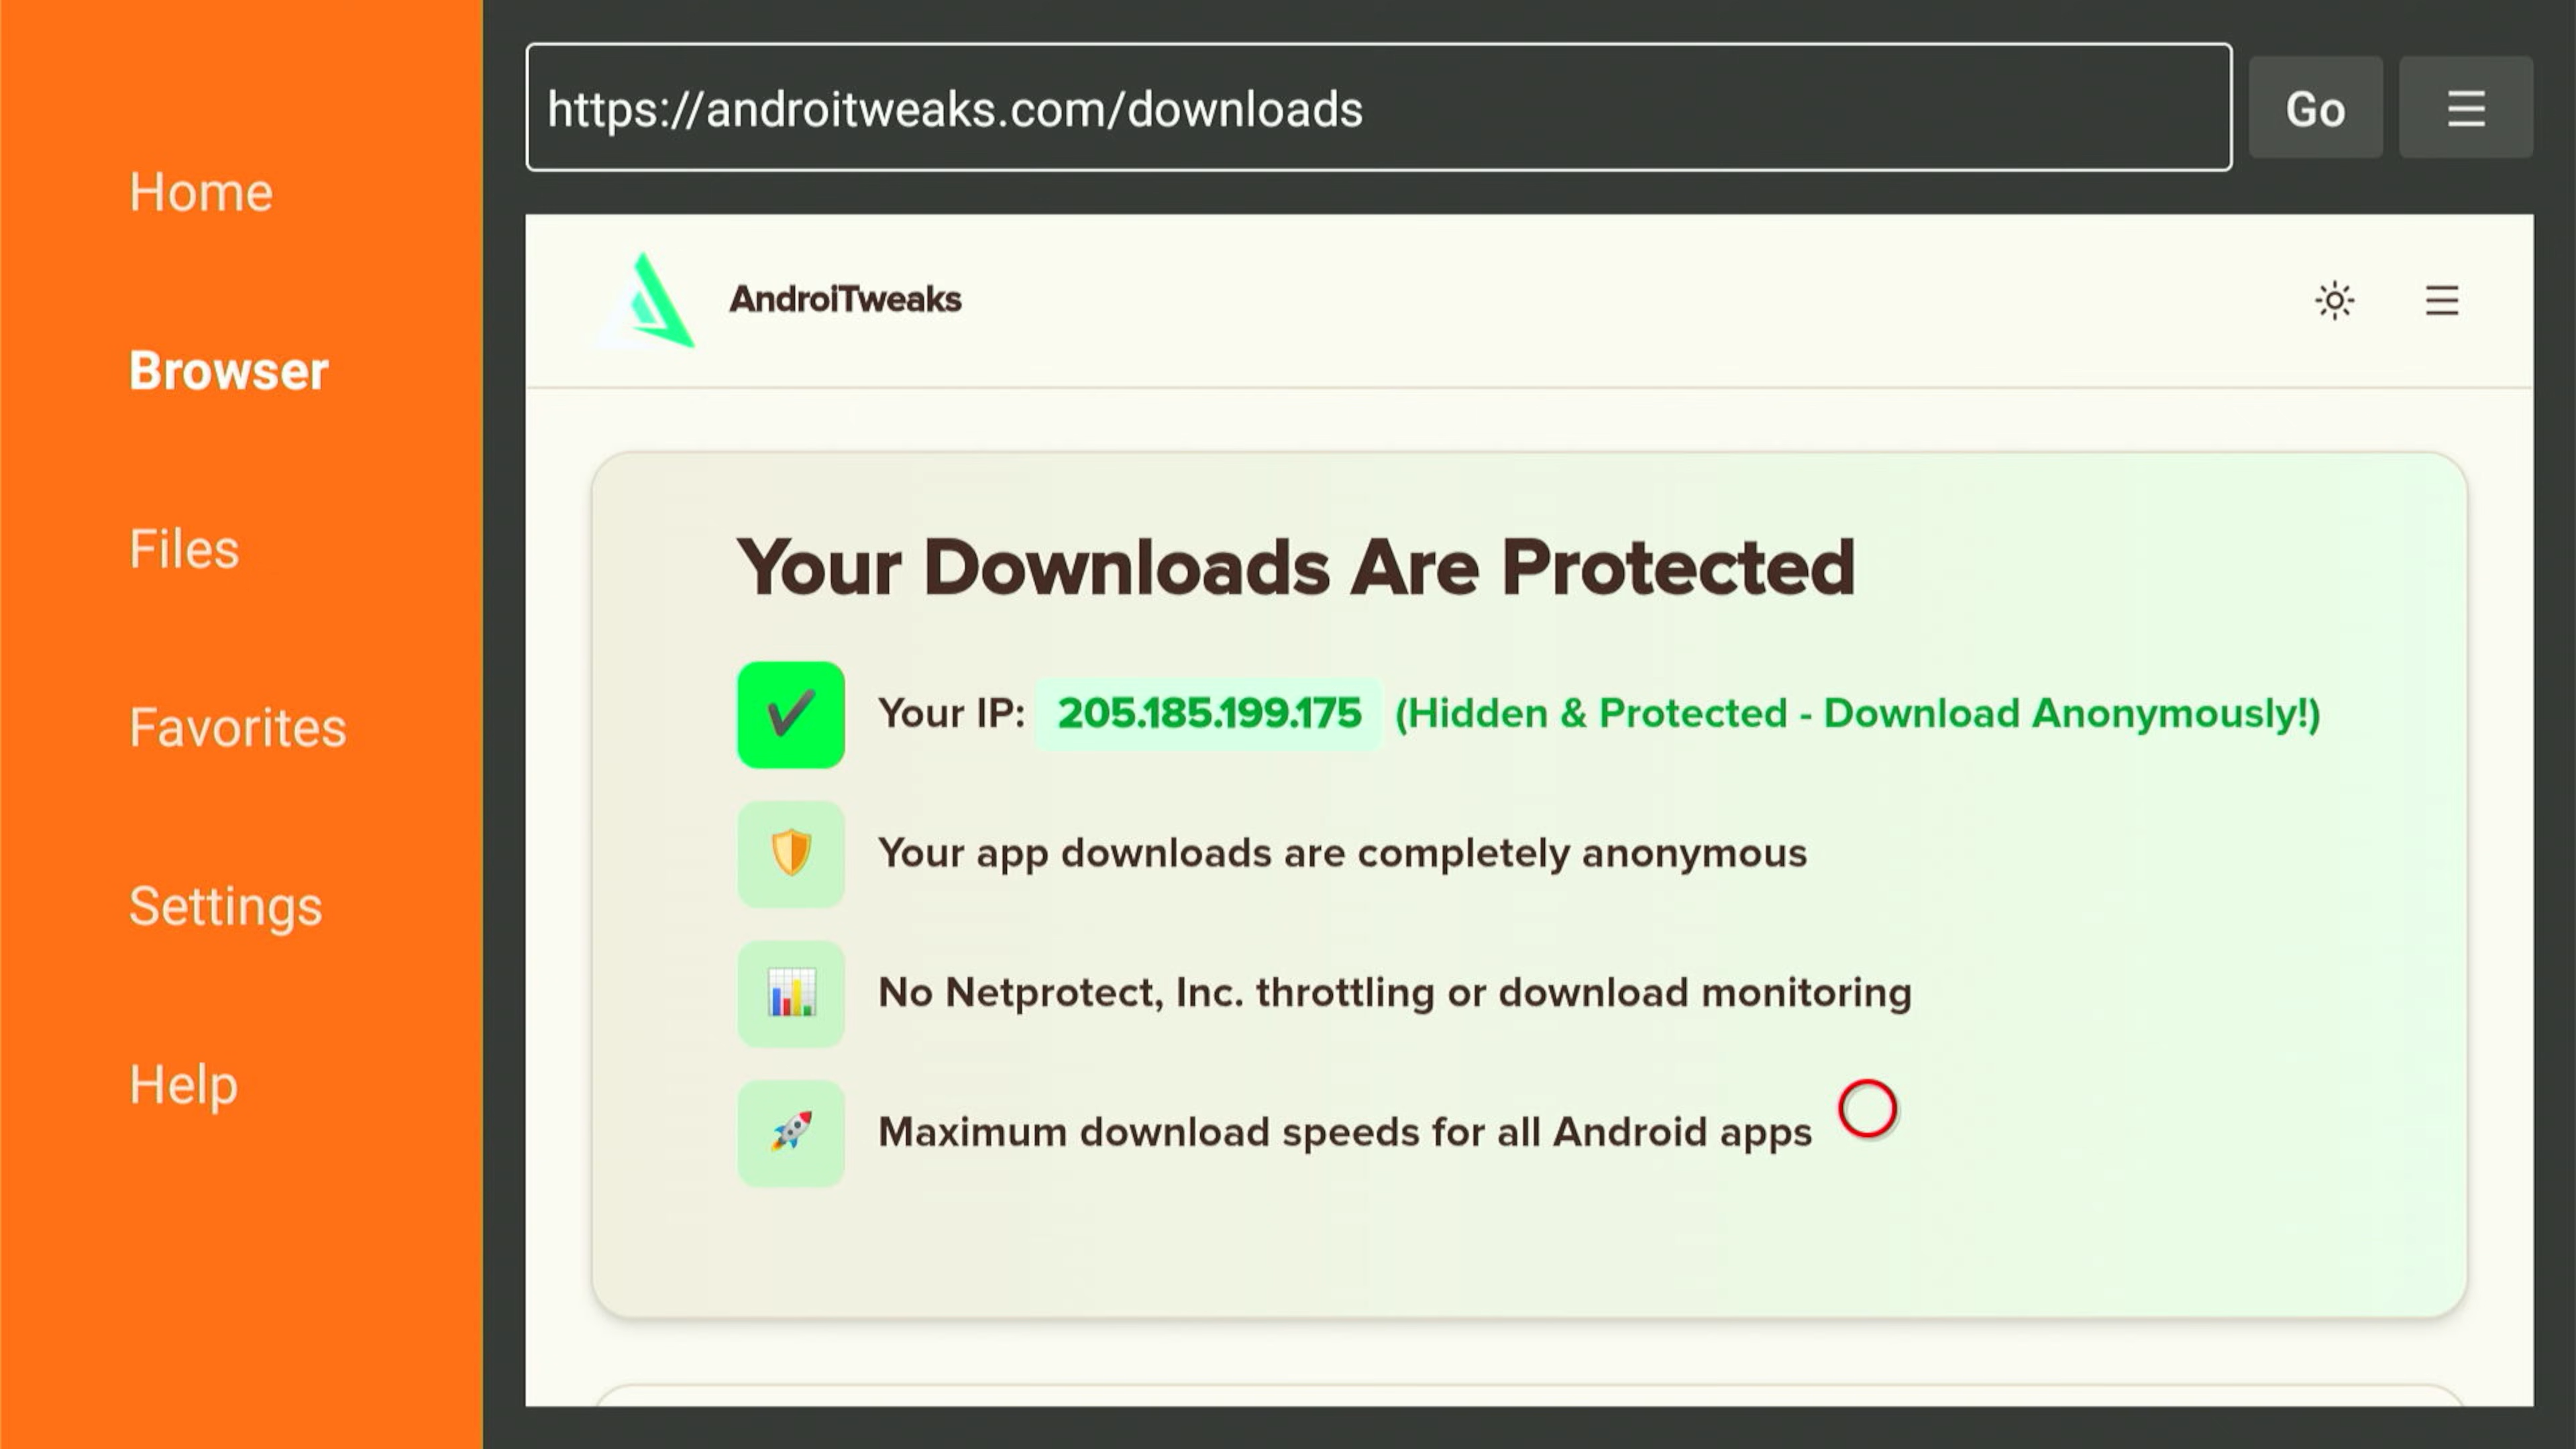 Home
Browser
Files
Favorites
Settings
Help
https://androitweaks.com/downloads
Go
AndroiTweaks
Your Downloads Are Protected
Your IP: 205.185.199.175 (Hidden & Protected - Download Anonymously!)
Your app downloads are completely anonymous
No Netprotect, Inc. throttling or download monitoring
Maximum download speeds for all Android apps